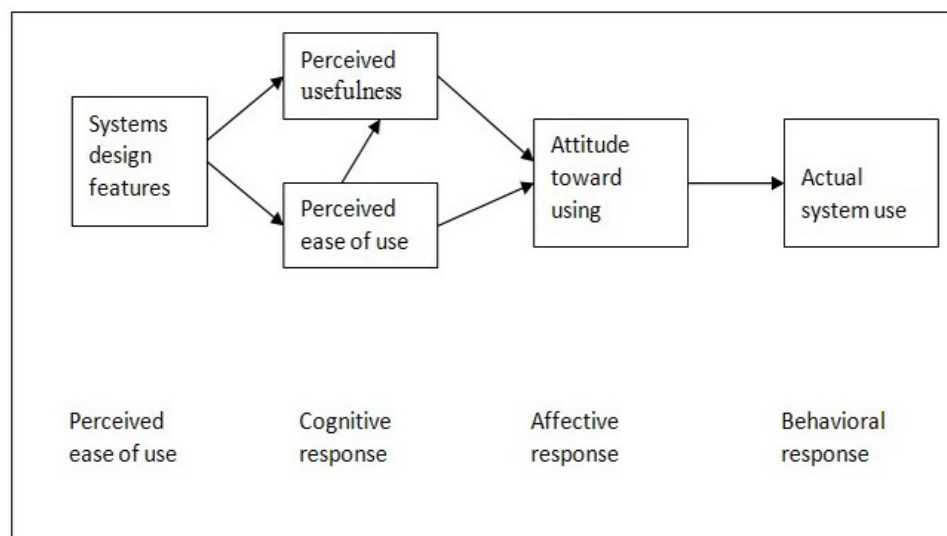 Systems
design
features
Perceived
usefulness
Perceived
ease of use
Attitude
toward
using
Actual
system use
Perceived
ease of use
Cognitive
response
Affective
response
Behavioral
response